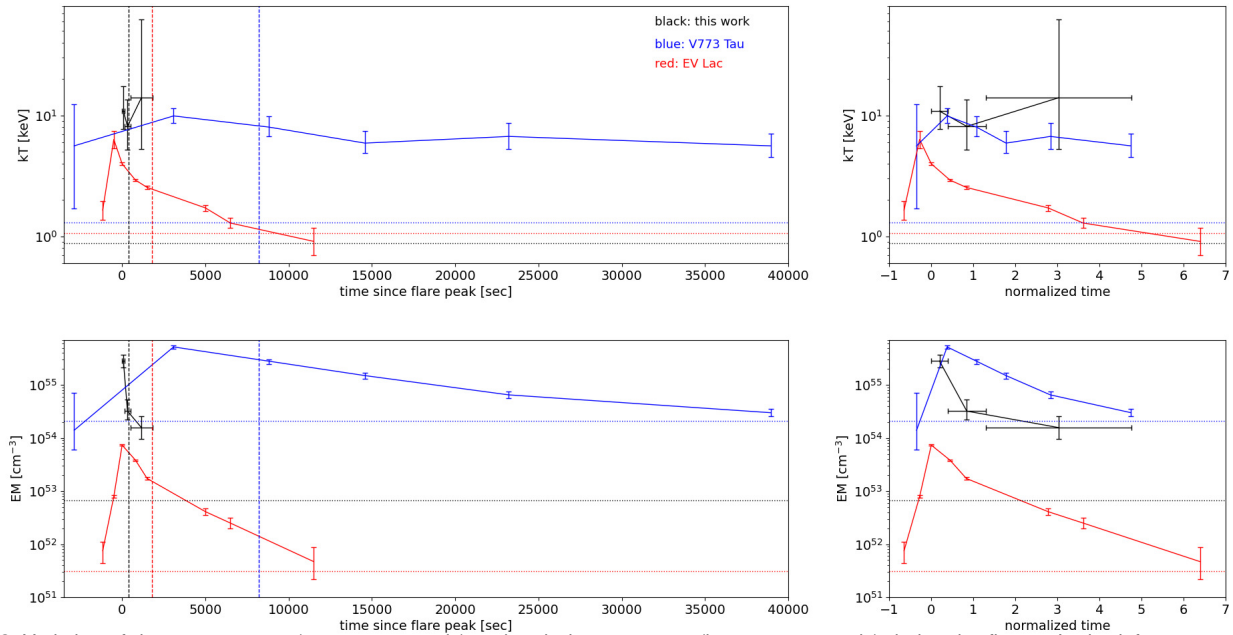 black: this work
blue: V773 Tau
red: EV Lac
kT [keV]
10¹
10⁰
0 5000 10000 15000 20000 25000 30000 35000 40000
time since flare peak [sec]
kT [keV]
10¹
10⁰
−1 0 1 2 3 4 5 6 7
normalized time
EM [cm⁻³]
10⁵⁵
10⁵⁴
10⁵³
10⁵²
10⁵¹
0 5000 10000 15000 20000 25000 30000 35000 40000
time since flare peak [sec]
EM [cm⁻³]
10⁵⁵
10⁵⁴
10⁵³
10⁵²
10⁵¹
−1 0 1 2 3 4 5 6 7
normalized time